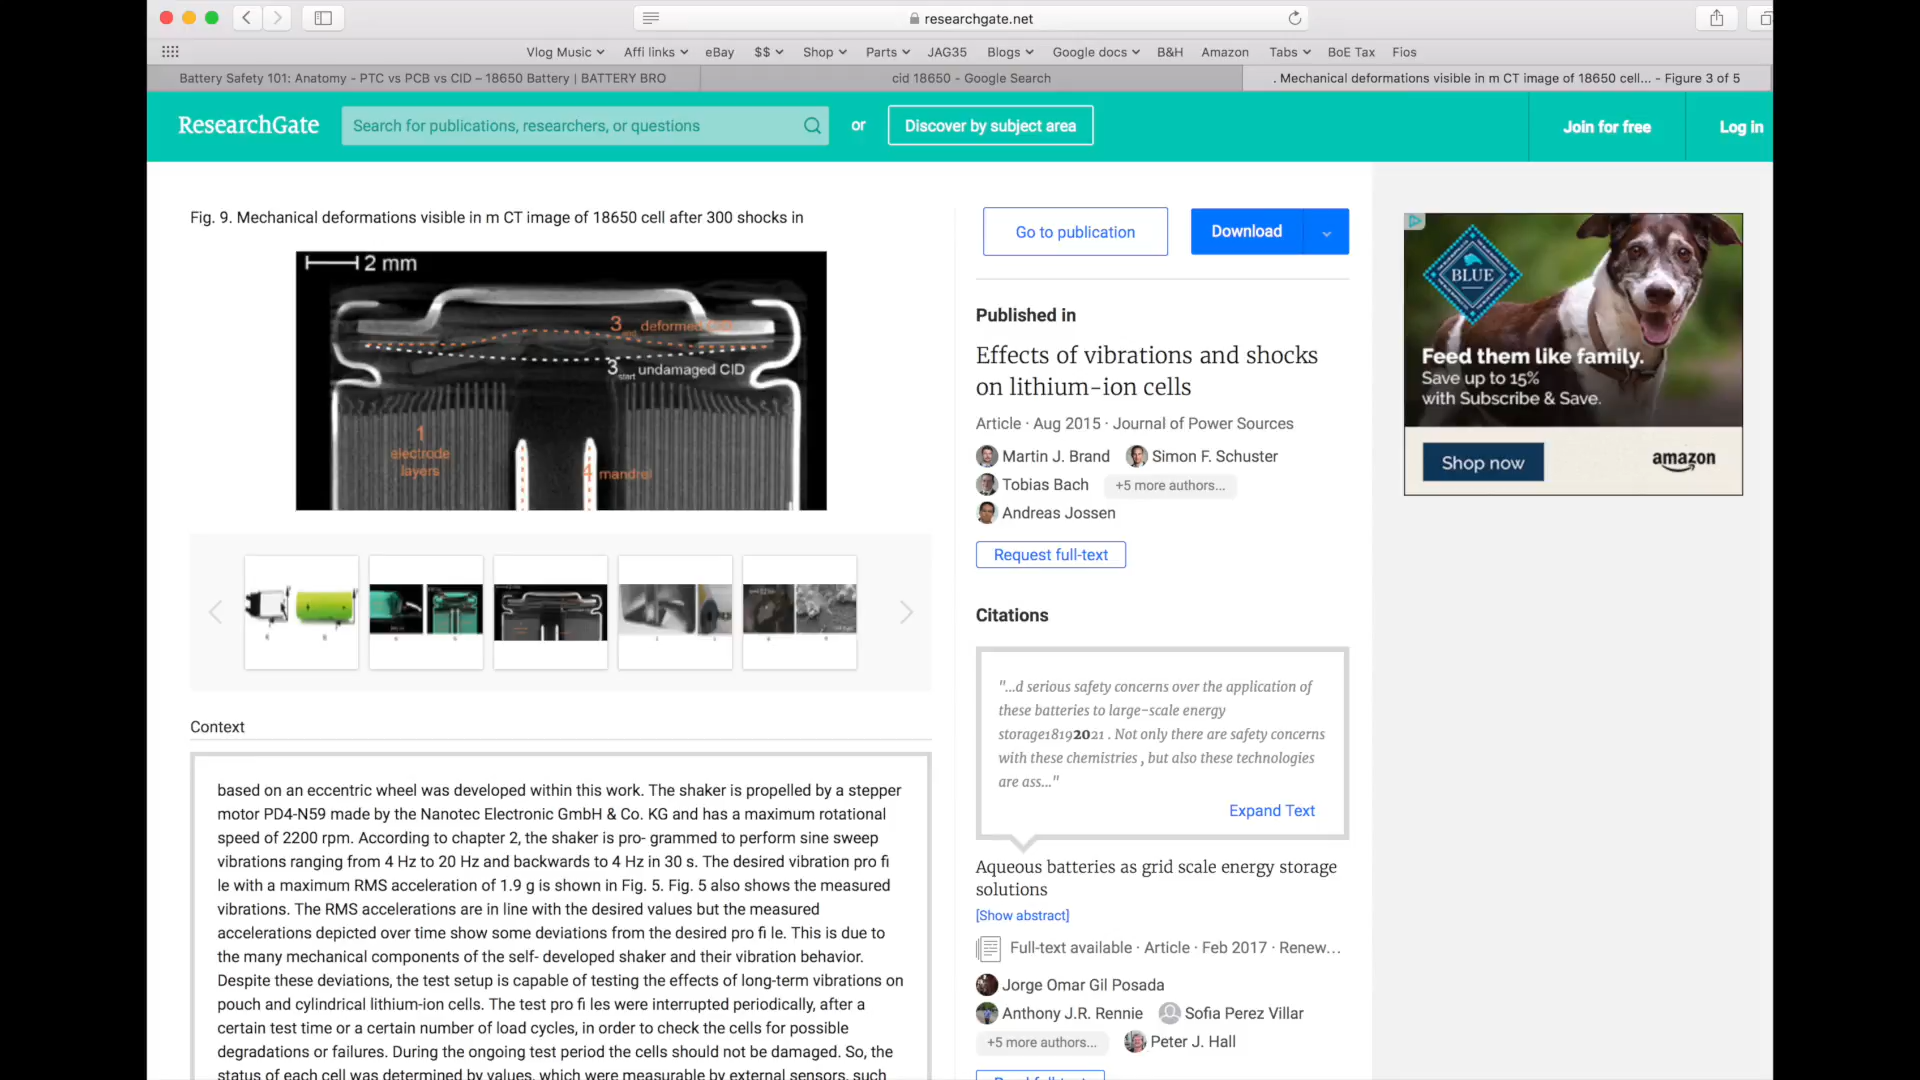 researchgate.net
Vlog Music
Affi links
eBay
$$
Shop
Parts
JAG35
Blogs
Google docs
B&H
Amazon
Tabs
BoE Tax
Fios
Battery Safety 101: Anatomy - PTC vs PCB vs CID – 18650 Battery | BATTERY BRO
cid 18650 - Google Search
. Mechanical deformations visible in m CT image of 18650 cell... - Figure 3 of 5
ResearchGate
Search for publications, researchers, or questions
or
Discover by subject area
Join for free
Log in
Fig. 9. Mechanical deformations visible in m CT image of 18650 cell after 300 shocks in
2 mm
3 end deformed CID
3 start undamaged CID
1
electrode
layers
4 mandrel
Context
based on an eccentric wheel was developed within this work. The shaker is propelled by a stepper
motor PD4-N59 made by the Nanotec Electronic GmbH & Co. KG and has a maximum rotational
speed of 2200 rpm. According to chapter 2, the shaker is pro- grammed to perform sine sweep
vibrations ranging from 4 Hz to 20 Hz and backwards to 4 Hz in 30 s. The desired vibration pro fi
le with a maximum RMS acceleration of 1.9 g is shown in Fig. 5. Fig. 5 also shows the measured
vibrations. The RMS accelerations are in line with the desired values but the measured
accelerations depicted over time show some deviations from the desired pro fi le. This is due to
the many mechanical components of the self- developed shaker and their vibration behavior.
Despite these deviations, the test setup is capable of testing the effects of long-term vibrations on
pouch and cylindrical lithium-ion cells. The test pro fi les were interrupted periodically, after a
certain test time or a certain number of load cycles, in order to check the cells for possible
degradations or failures. During the ongoing test period the cells should not be damaged. So, the
status of each cell was determined by values, which were measurable by external sensors, such
Go to publication
Download
Published in
Effects of vibrations and shocks
on lithium-ion cells
Article · Aug 2015 · Journal of Power Sources
Martin J. Brand
Simon F. Schuster
Tobias Bach
+5 more authors...
Andreas Jossen
Request full-text
Citations
"...d serious safety concerns over the application of
these batteries to large-scale energy
storage18192021 . Not only there are safety concerns
with these chemistries , but also these technologies
are ass..."
Expand Text
Aqueous batteries as grid scale energy storage
solutions
[Show abstract]
Full-text available · Article · Feb 2017 · Renew...
Jorge Omar Gil Posada
Anthony J.R. Rennie
Sofia Perez Villar
+5 more authors...
Peter J. Hall
BLUE
Feed them like family.
Save up to 15%
with Subscribe & Save.
Shop now
amazon